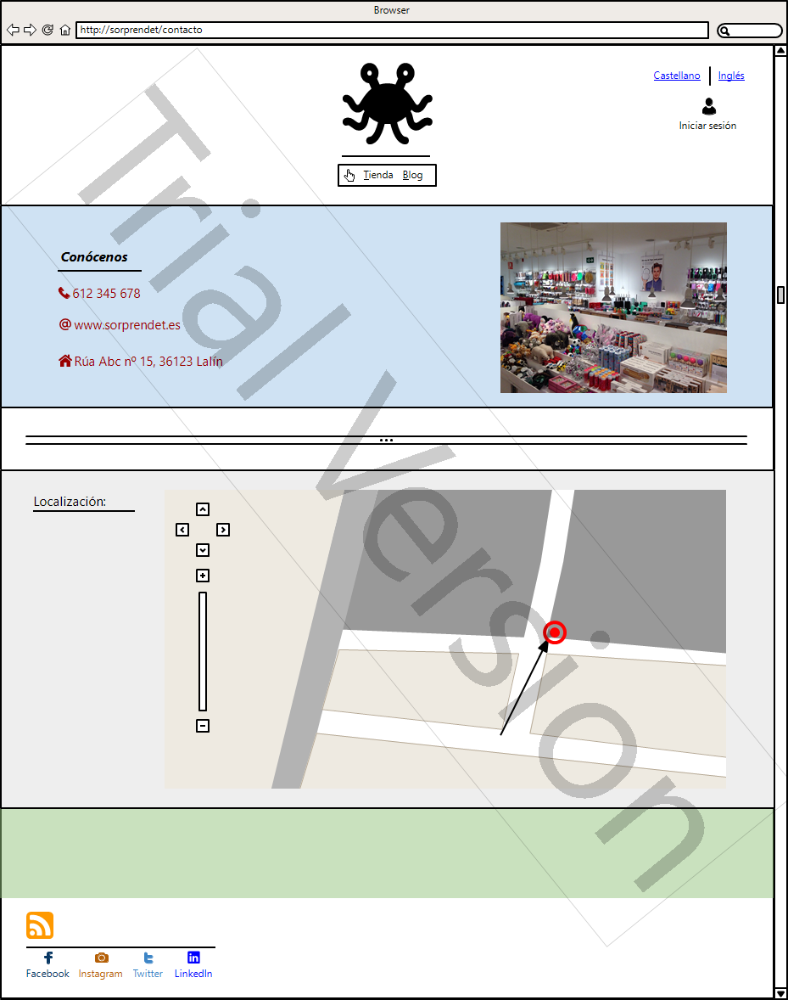 Browser
http://sorprendet/contacto
Castellano Inglés
Iniciar sesión
Tienda Blog
Conócenos
612 345 678
www.sorprendet.es
Rúa Abc nº 15, 36123 Lalín
...
Localización:
Facebook Instagram Twitter LinkedIn
Trial Version